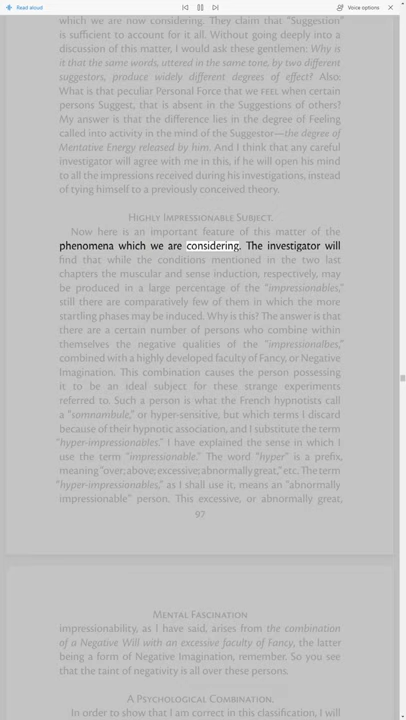 Read aloud
Voice options
which we are now considering. They claim that "Suggestion"
is sufficient to account for it all. Without going deeply into a
discussion of this matter, I would ask these gentlemen: Why is
it that the same words, uttered in the same tone, by two different
suggestors, produce widely different degrees of effect? Also:
What is that peculiar Personal Force that we FEEL when certain
persons Suggest, that is absent in the Suggestions of others?
My answer is that the difference lies in the degree of Feeling
called into activity in the mind of the Suggestor—the degree of
Mentative Energy released by him. And I think that any careful
investigator will agree with me in this, if he will open his mind
to all the impressions received during his investigations, instead
of tying himself to a previously conceived theory.
HIGHLY IMPRESSIONABLE SUBJECT.
Now here is an important feature of this matter of the
phenomena which we are considering. The investigator will
find that while the conditions mentioned in the two last
chapters the muscular and sense induction, respectively, may
be produced in a large percentage of the "impressionables,"
still there are comparatively few of them in which the more
startling phases may be induced. Why is this? The answer is that
there are a certain number of persons who combine within
themselves the negative qualities of the "impressionalbes,"
combined with a highly developed faculty of Fancy, or Negative
Imagination. This combination causes the person possessing
it to be an ideal subject for these strange experiments
referred to. Such a person is what the French hypnotists call
a "somnambule," or hyper-sensitive, but which terms I discard
because of their hypnotic association, and I substitute the term
"hyper-impressionables." I have explained the sense in which I
use the term "impressionable." The word "hyper" is a prefix,
meaning "over; above; excessive; abnormally great," etc. The term
"hyper-impressionables," as I shall use it, means an "abnormally
impressionable" person. This excessive, or abnormally great,
97
MENTAL FASCINATION
impressionability, as I have said, arises from the combination
of a Negative Will with an excessive faculty of Fancy, the latter
being a form of Negative Imagination, remember. So you see
that the taint of negativity is all over these persons.
A PSYCHOLOGICAL COMBINATION.
In order to show that I am correct in this classification, I will